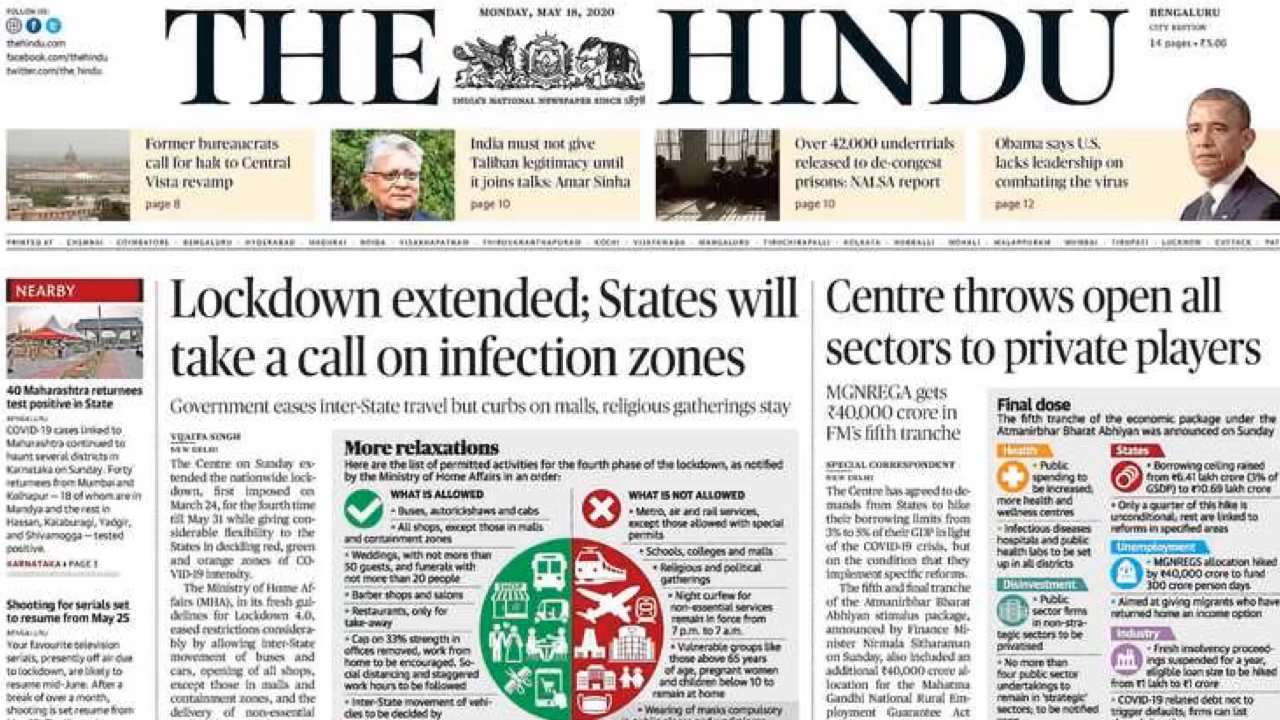 FOLLOW US:
thehindu.com
facebook.com/thehindu
twitter.com/the_hindu
MONDAY, MAY 18, 2020
THE HINDU
INDIA'S NATIONAL NEWSPAPER SINCE 1878
BENGALURU
CITY EDITION
14 pages • ₹5.00
Former bureaucrats
call for halt to Central
Vista revamp
page 8
India must not give
Taliban legitimacy until
it joins talks: Amar Sinha
page 10
Over 42,000 undertrials
released to de-congest
prisons: NALSA report
page 10
Obama says U.S.
lacks leadership on
combating the virus
page 12
PRINTED AT · CHENNAI · COIMBATORE · BENGALURU · HYDERABAD · MADURAI · NOIDA · VISAKHAPATNAM · THIRUVANANTHAPURAM · KOCHI · VIJAYAWADA · MANGALURU · TIRUCHIRAPALLI · KOLKATA · HUBBALLI · MOHALI · MALAPPURAM · MUMBAI · TIRUPATI · LUCKNOW · CUTTACK · PAT
NEARBY
40 Maharashtra returnees
test positive in State
BENGALURU
COVID-19 cases linked to
Maharashtra continued to
haunt several districts in
Karnataka on Sunday. Forty
returnees from Mumbai and
Kolhapur — 18 of whom are in
Mandya and the rest in
Hassan, Kalaburagi, Yadgir,
and Shivamogga — tested
positive.
KARNATAKA ▸ PAGE 3
Shooting for serials set
to resume from May 25
BENGALURU
Your favourite television
serials, presently off air due
to lockdown, are likely to
resume mid-June. After a
break of over a month,
shooting is set resume from
Lockdown extended; States will
take a call on infection zones
Government eases inter-State travel but curbs on malls, religious gatherings stay
VIJAITA SINGH
NEW DELHI
The Centre on Sunday ex-
tended the nationwide lock-
down, first imposed on
March 24, for the fourth time
till May 31 while giving con-
siderable flexibility to the
States in deciding red, green
and orange zones of CO-
VID-19 intensity.
The Ministry of Home Af-
fairs (MHA), in its fresh gui-
delines for Lockdown 4.0,
eased restrictions considera-
bly by allowing inter-State
movement of buses and
cars, opening of all shops,
except those in malls and
containment zones, and the
delivery of non-essential
More relaxations
Here are the list of permitted activities for the fourth phase of the lockdown, as notified
by the Ministry of Home Affairs in an order:
WHAT IS ALLOWED
• Buses, autorickshaws and cabs
• All shops, except those in malls
and containment zones
• Weddings, with not more than
50 guests, and funerals with
not more than 20 people
• Barber shops and salons
• Restaurants, only for
take-away
• Cap on 33% strength in
offices removed, work from
home to be encouraged. So-
cial distancing and staggered
work hours to be followed
• Inter-State movement of vehi-
cles to be decided by
SHOP
WHAT IS NOT ALLOWED
• Metro, air and rail services,
except those allowed with special
permits
• Schools, colleges and malls
• Religious and political
gatherings
• Night curfew for
non-essential services
remain in force from
7 p.m. to 7 a.m.
• Vulnerable groups like
those above 65 years
of age, pregnant women
and children below 10 to
remain at home
• Wearing of masks compulsory
Centre throws open all
sectors to private players
MGNREGA gets
₹40,000 crore in
FM's fifth tranche
SPECIAL CORRESPONDENT
NEW DELHI
The Centre has agreed to de-
mands from States to hike
their borrowing limits from
3% to 5% of their GDP in light
of the COVID-19 crisis, but
on the condition that they
implement specific reforms.
The fifth and final tranche
of the Atmanirbhar Bharat
Abhiyan stimulus package,
announced by Finance Mi-
nister Nirmala Sitharaman
on Sunday, also included an
additional ₹40,000 crore al-
location for the Mahatma
Gandhi National Rural Em-
ployment Guarantee Act
Final dose
The fifth tranche of the economic package under the
Atmanirbhar Bharat Abhiyan was announced on Sunday
Health
• Public
spending to
be increased;
more health and
wellness centres
• Infectious diseases
hospitals and public
health labs to be set
up in all districts
Disinvestment
• Public
sector firms
in non-stra-
tegic sectors to be
privatised
• No more than
four public sector
undertakings to
remain in 'strategic'
sectors; to be notified
States
• Borrowing ceiling raised
from ₹6.41 lakh crore (3% of
GSDP) to ₹10.69 lakh crore
• Only a quarter of this hike is
unconditional, rest are linked to
reforms in specified areas
Unemployment
• MGNREGS allocation hiked
by ₹40,000 crore to fund
300 crore person days
• Aimed at giving migrants who have
returned home an income option
Industry
• Fresh insolvency proceed-
ings suspended for a year,
eligible loan size to be hiked
from ₹1 lakh to ₹1 crore
• COVID-19 related debt not to
trigger defaults; firms can list